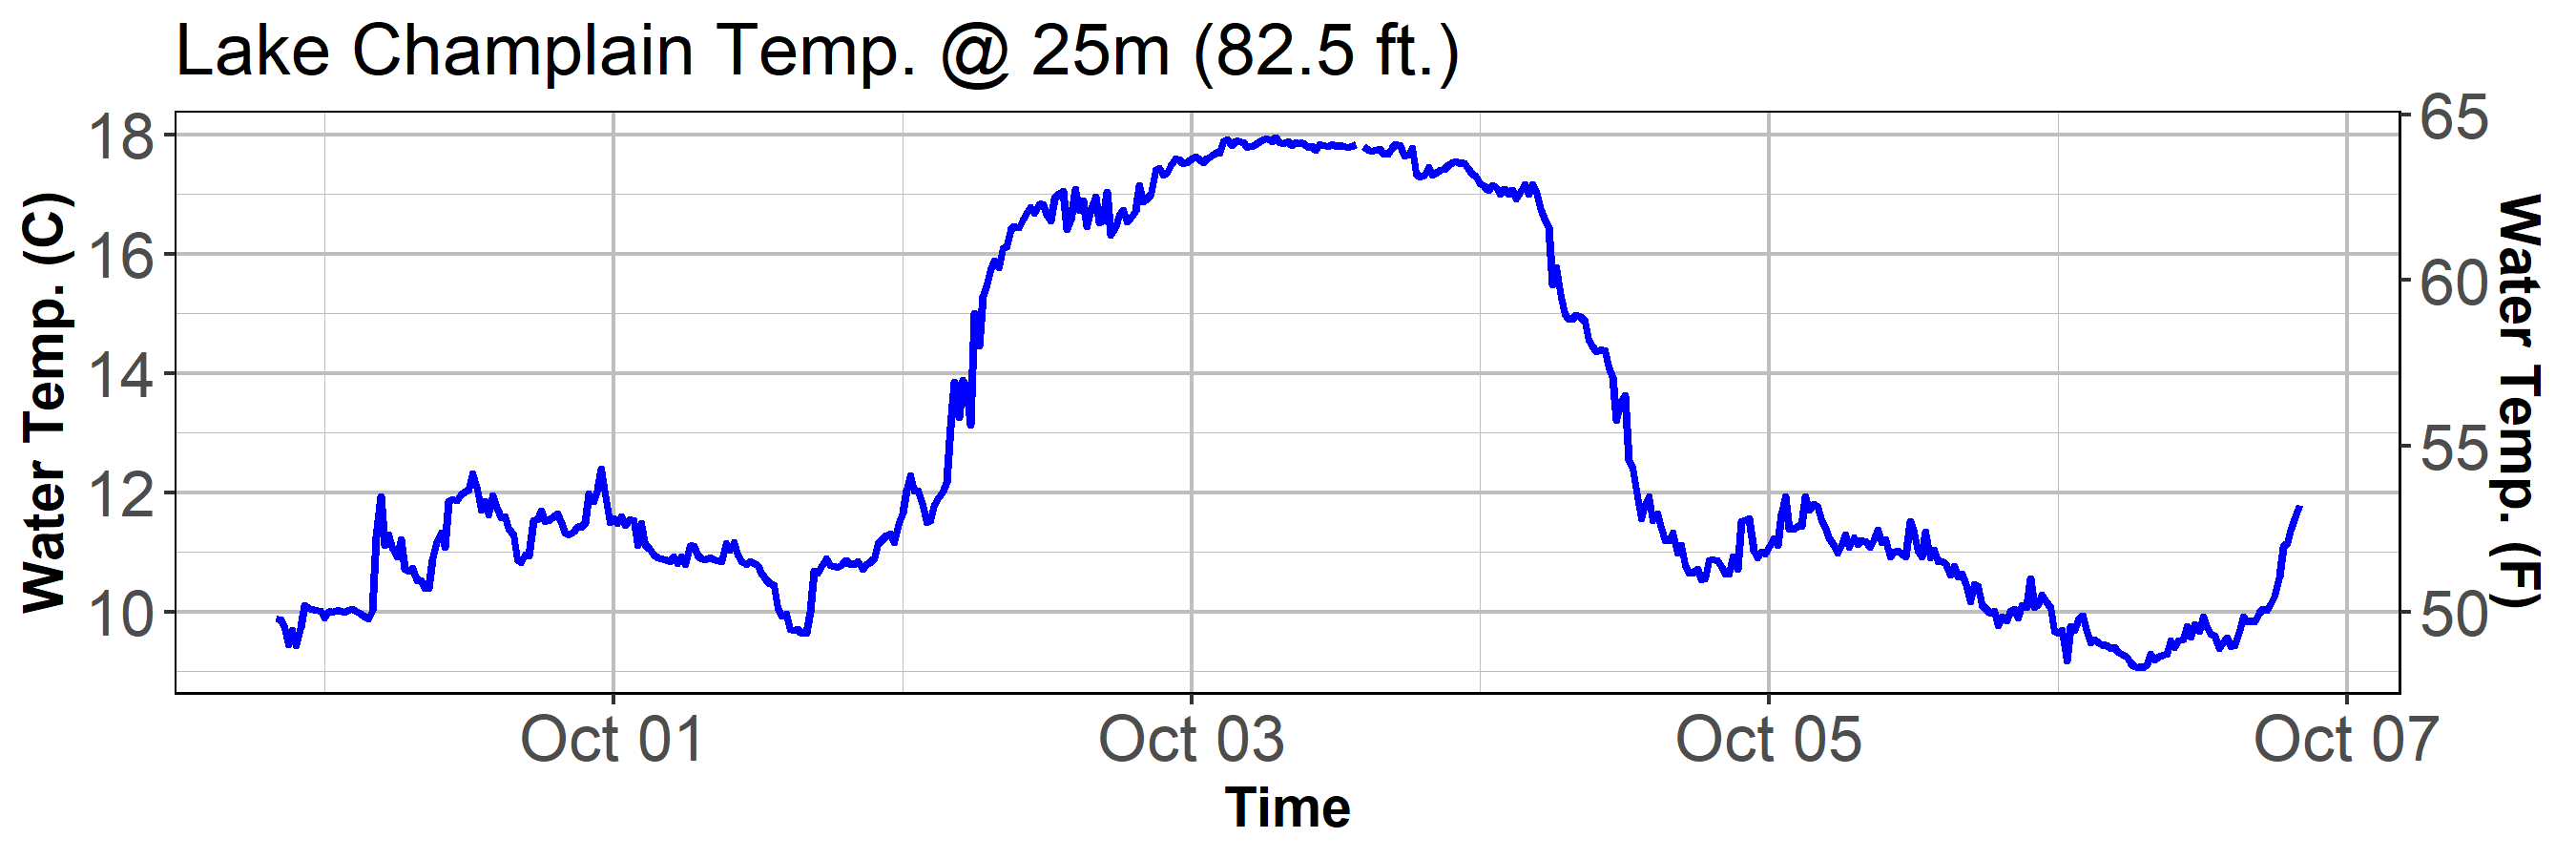 Lake Champlain Temp. @ 25m (82.5 ft.)
Water Temp. (C)
18
16
14
12
10
65
60
55
50
Water Temp. (F)
Oct 01 Oct 03 Oct 05 Oct 07
Time